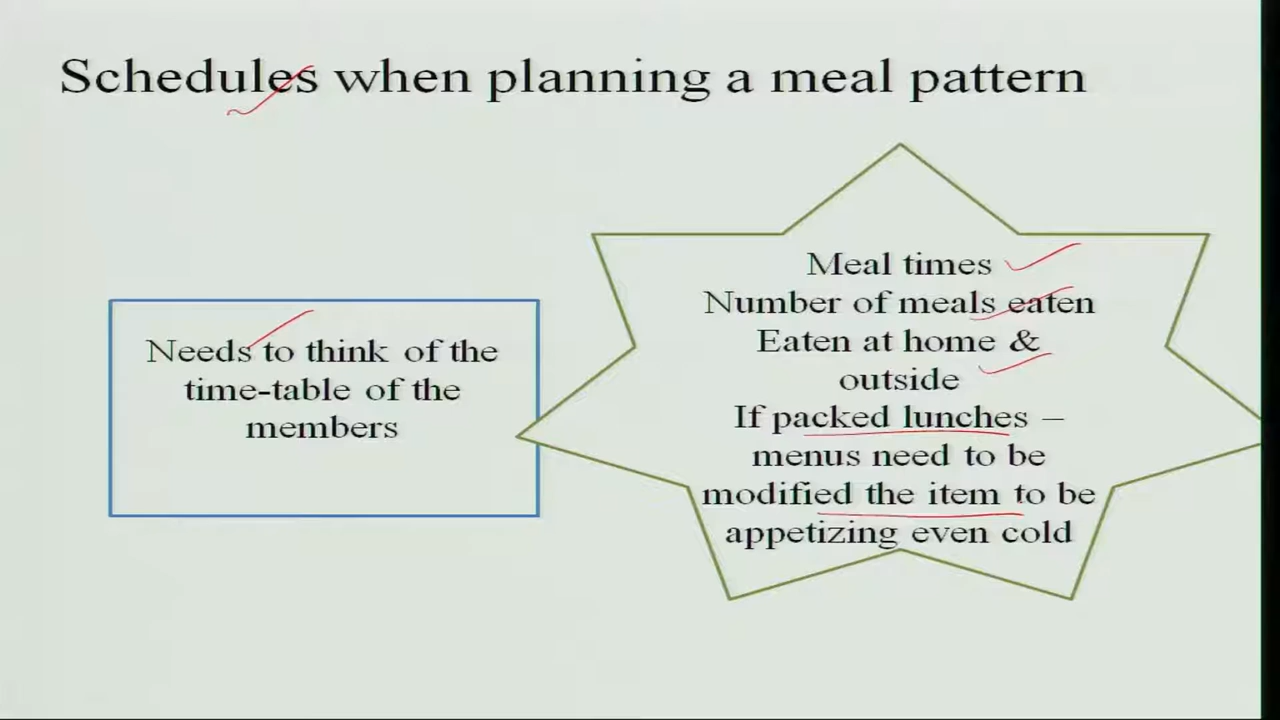 Schedules when planning a meal pattern
Needs to think of the
time-table of the
members
Meal times
Number of meals eaten
Eaten at home &
outside
If packed lunches –
menus need to be
modified the item to be
appetizing even cold